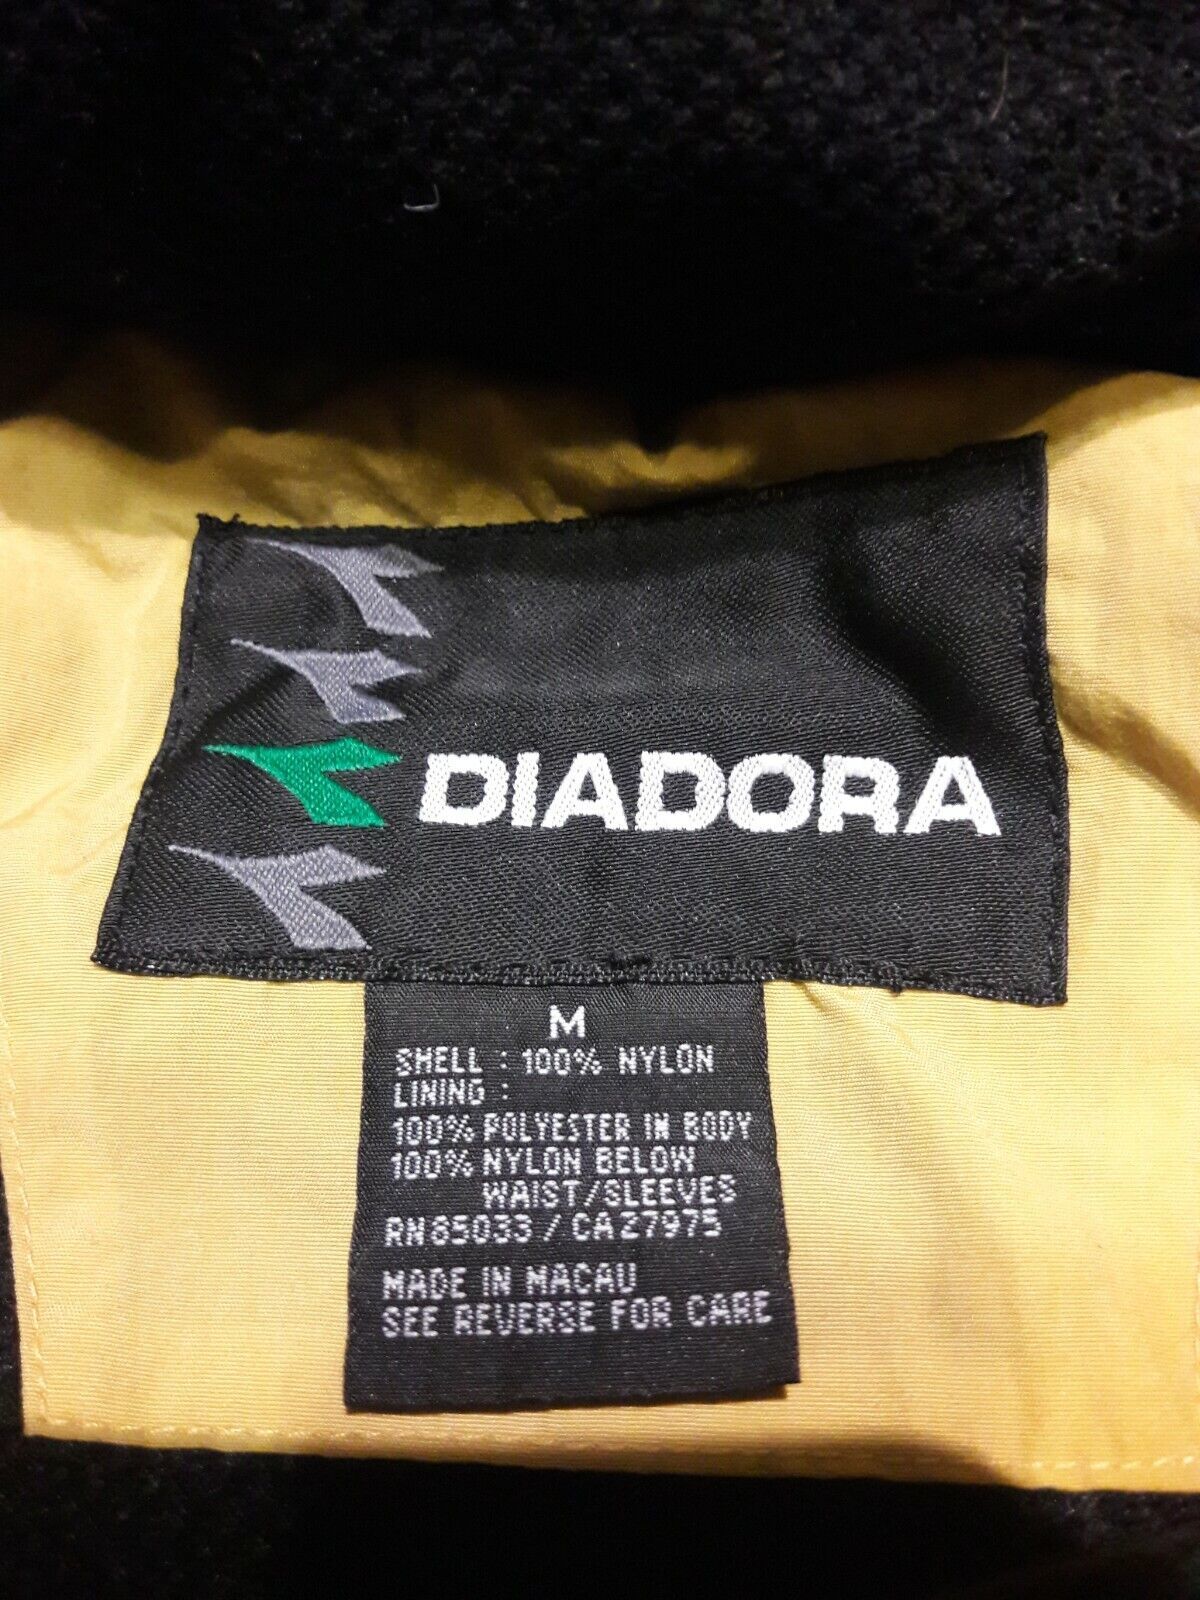 DIADORA
M
SHELL : 100% NYLON
LINING :
100% POLYESTER IN BODY
100% NYLON BELOW
WAIST/SLEEVES
RN85033 / CA27975
MADE IN MACAU
SEE REVERSE FOR CARE